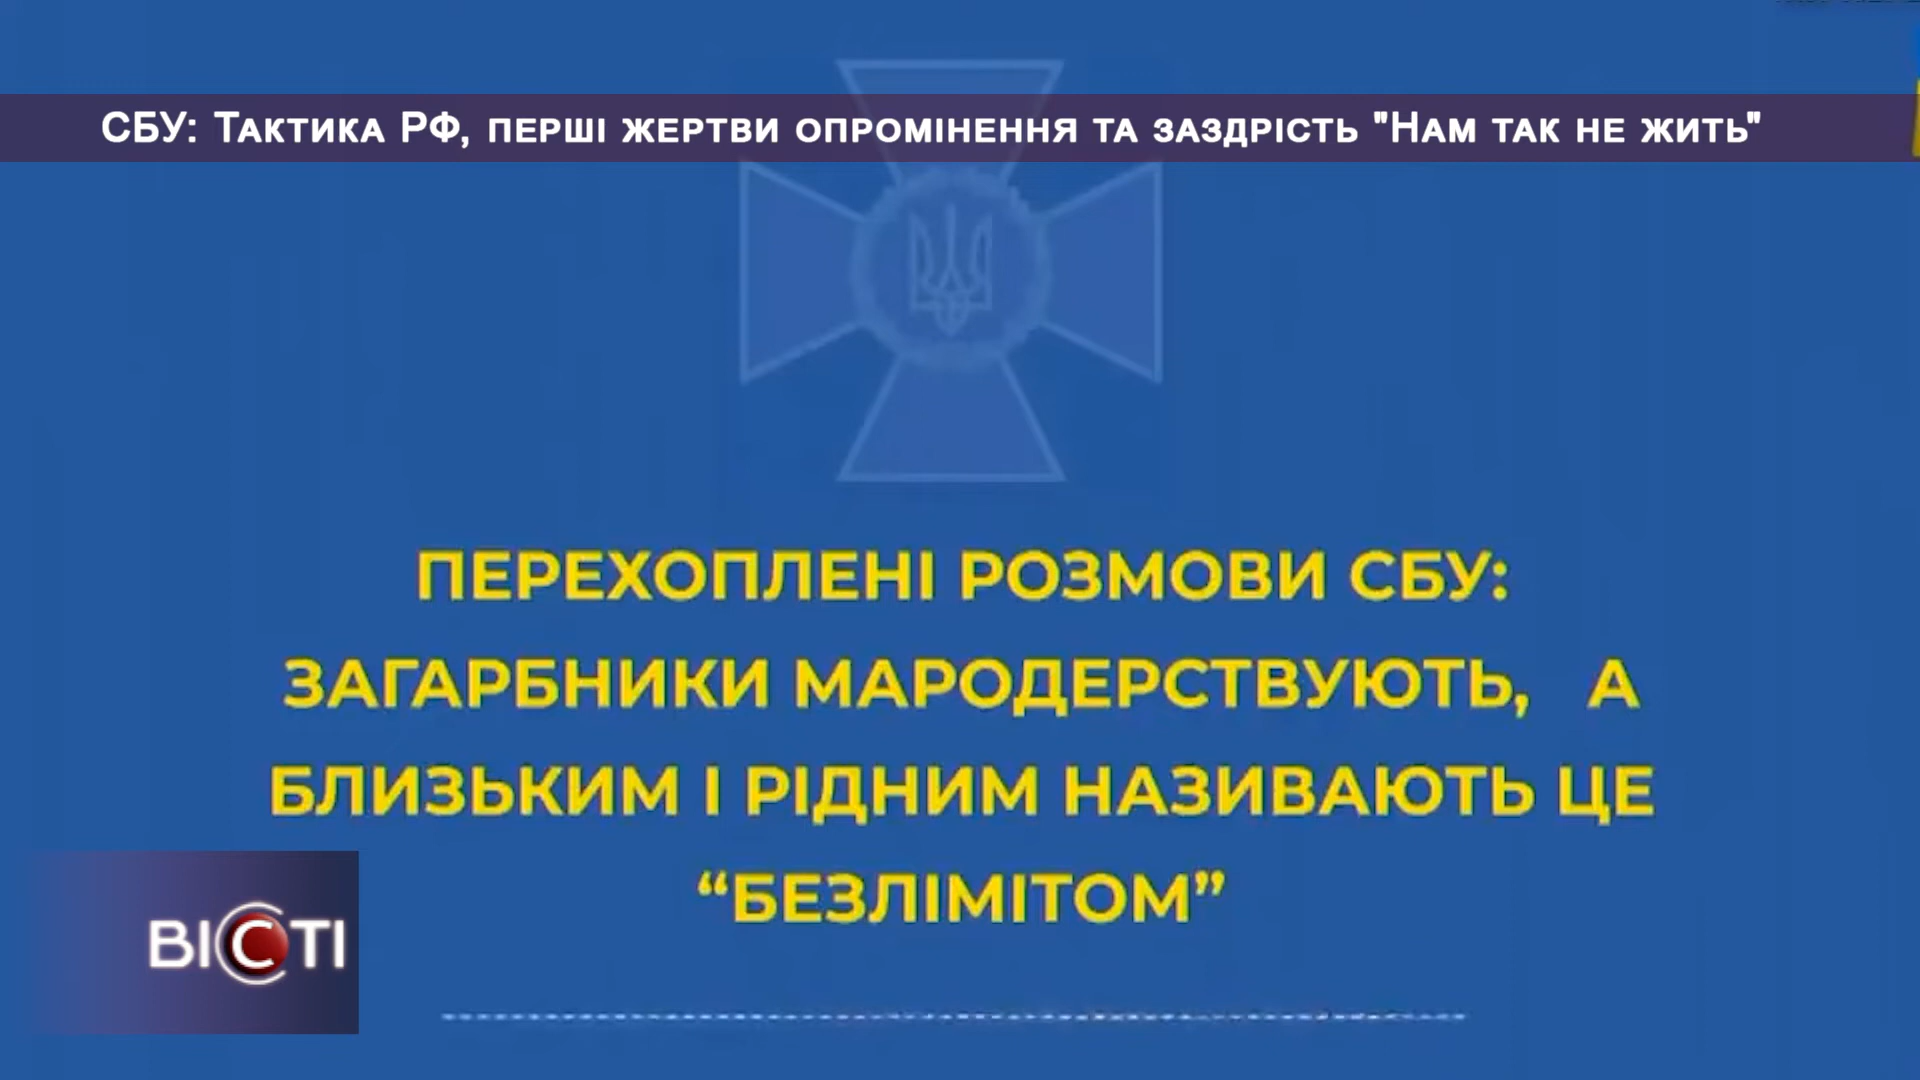 СБУ: Тактика РФ, перші жертви опромінення та заздрість "Нам так не жить"
ПЕРЕХОПЛЕНІ РОЗМОВИ СБУ:
ЗАГАРБНИКИ МАРОДЕРСТВУЮТЬ, А
БЛИЗЬКИМ І РІДНИМ НАЗИВАЮТЬ ЦЕ
“БЕЗЛІМІТОМ”
ВІСТІ